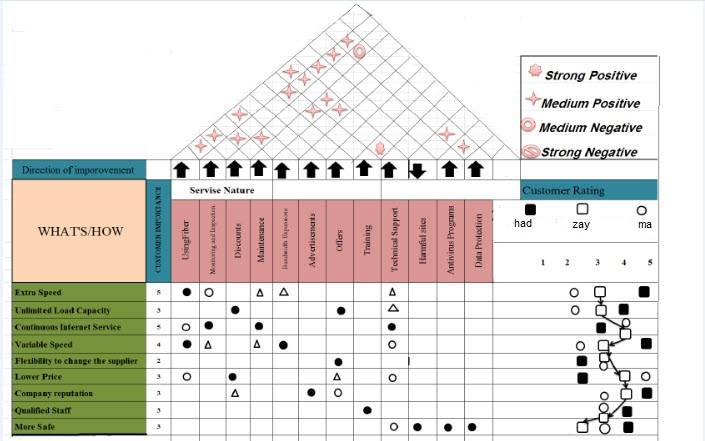 Strong Positive
Medium Positive
Medium Negative
Strong Negative
Direction of imporovement
Customer Rating
Servise Nature
had zay ma
WHAT'S/HOW
CUSTOMER IMPORTANCE
UsingFiber
Monitoring and Inspection
Discounts
Maintenance
Bandwidth Expansions
Advertisements
Offers
Training
Technical Support
Harmful sites
Antivirus Programs
Data Protection
1 2 3 4 5
Extra Speed 5
Unlimited Load Capacity 3
Continuous Internet Service 5
Variable Speed 4
Flexibility to change the supplier 2
Lower Price 3
Company reputation 3
Qualified Staff 3
More Safe 3